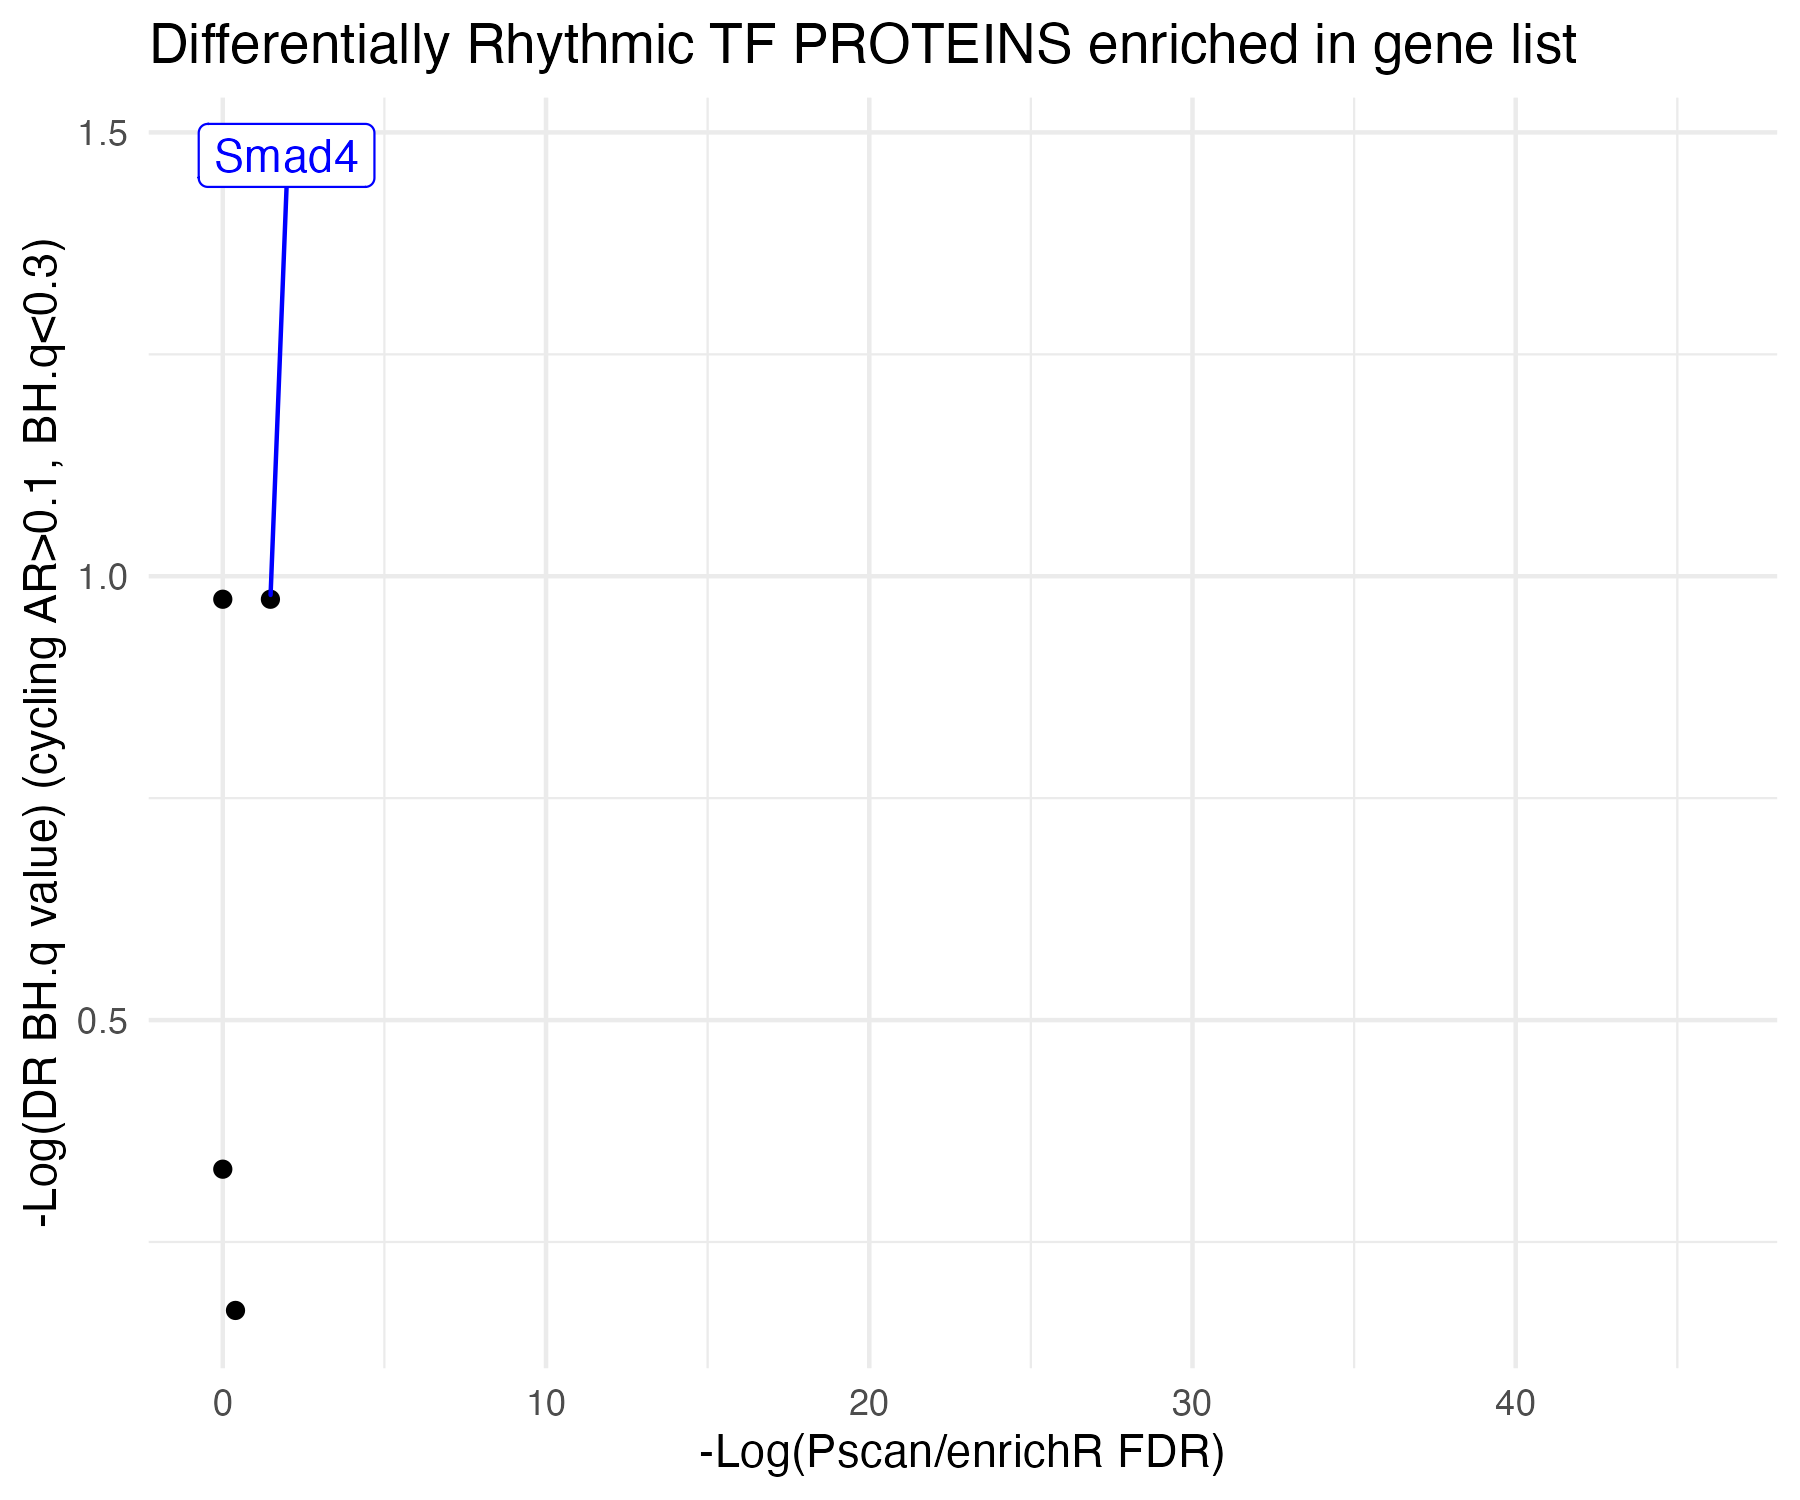 Differentially Rhythmic TF PROTEINS enriched in gene list
-Log(DR BH.q value) (cycling AR>0.1, BH.q<0.3)
1.5
1.0
0.5
Smad4
0
10
20
30
40
-Log(Pscan/enrichR FDR)